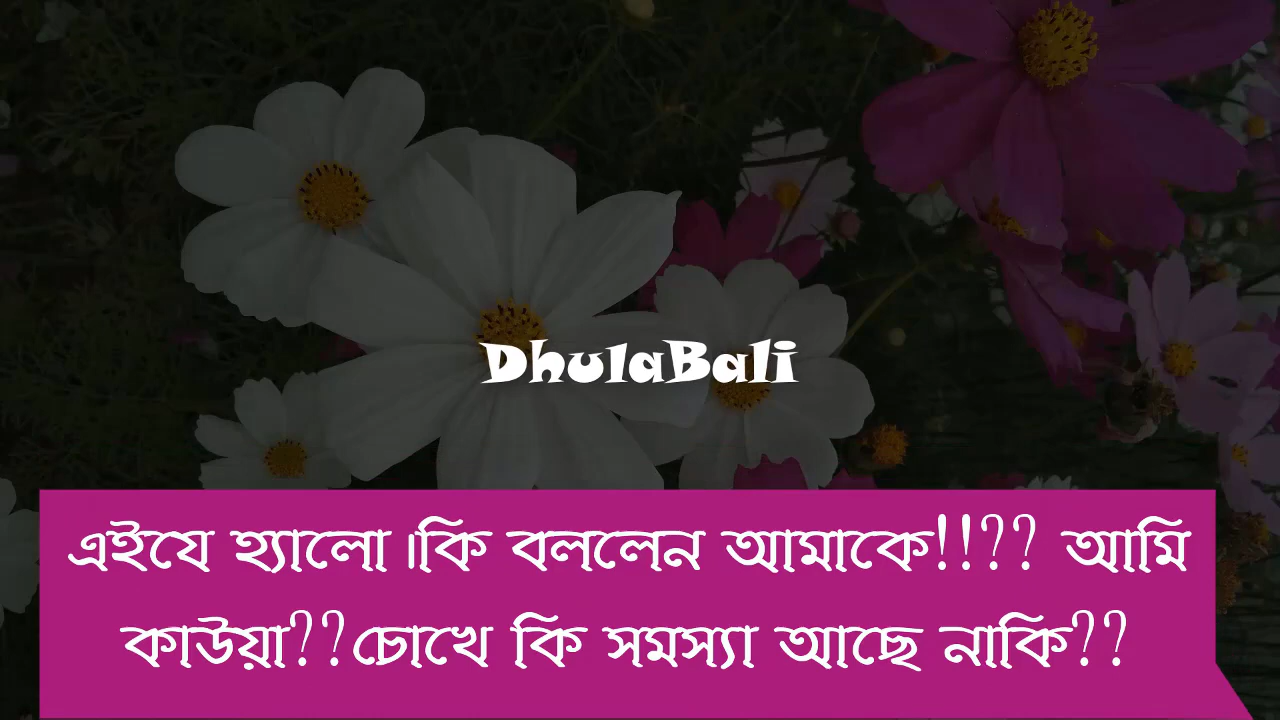 DhulaBali
এইযে হ্যালো।কি বললেন আমাকে!!?? আমি
কাউয়া??চোখে কি সমস্যা আছে নাকি??